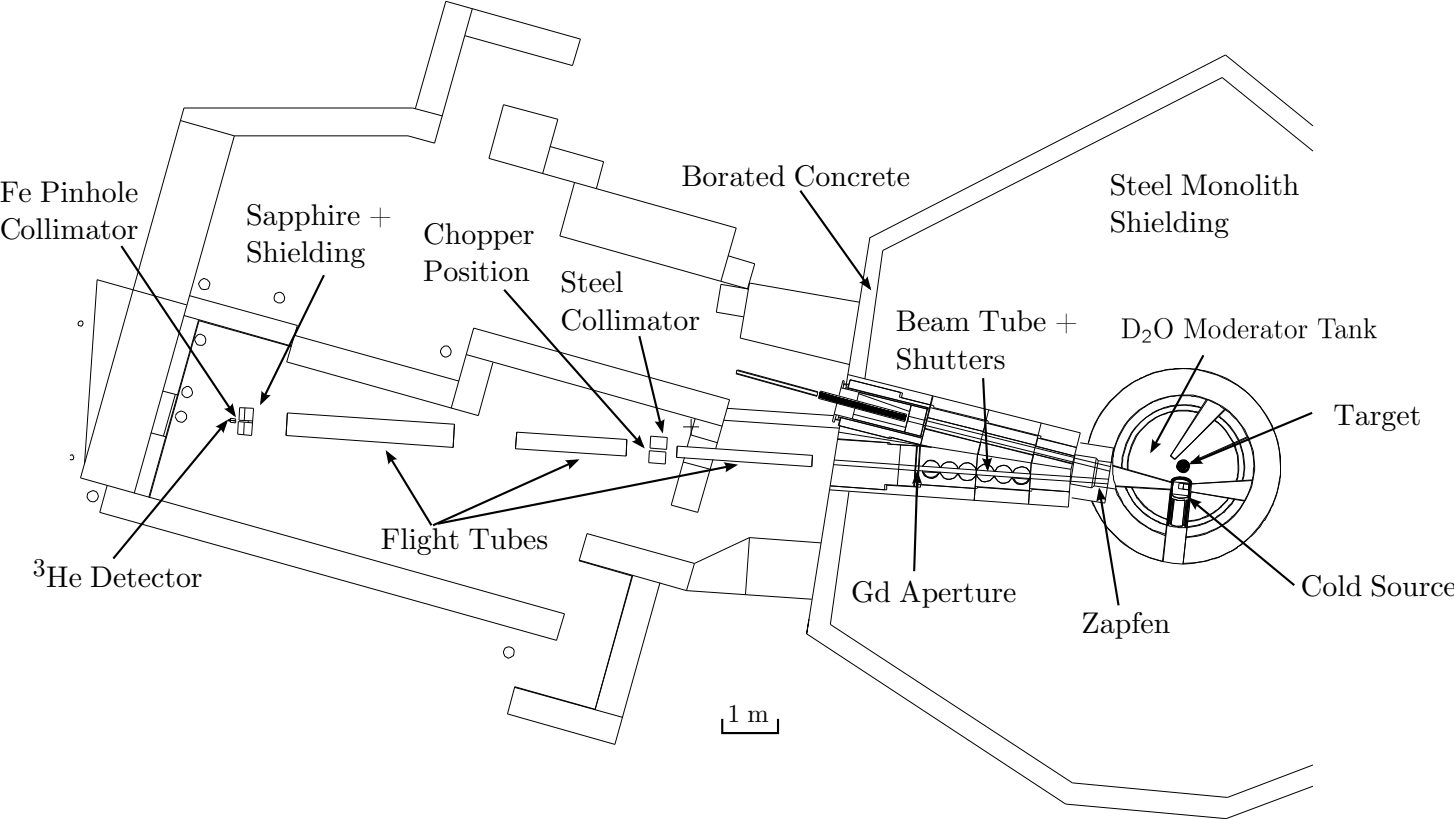 Fe Pinhole
Collimator
Sapphire +
Shielding
Chopper
Position
Steel
Collimator
Borated Concrete
Steel Monolith
Shielding
Beam Tube +
Shutters
D₂O Moderator Tank
Target
Flight Tubes
³He Detector
Gd Aperture
Zapfen
Cold Source
1 m